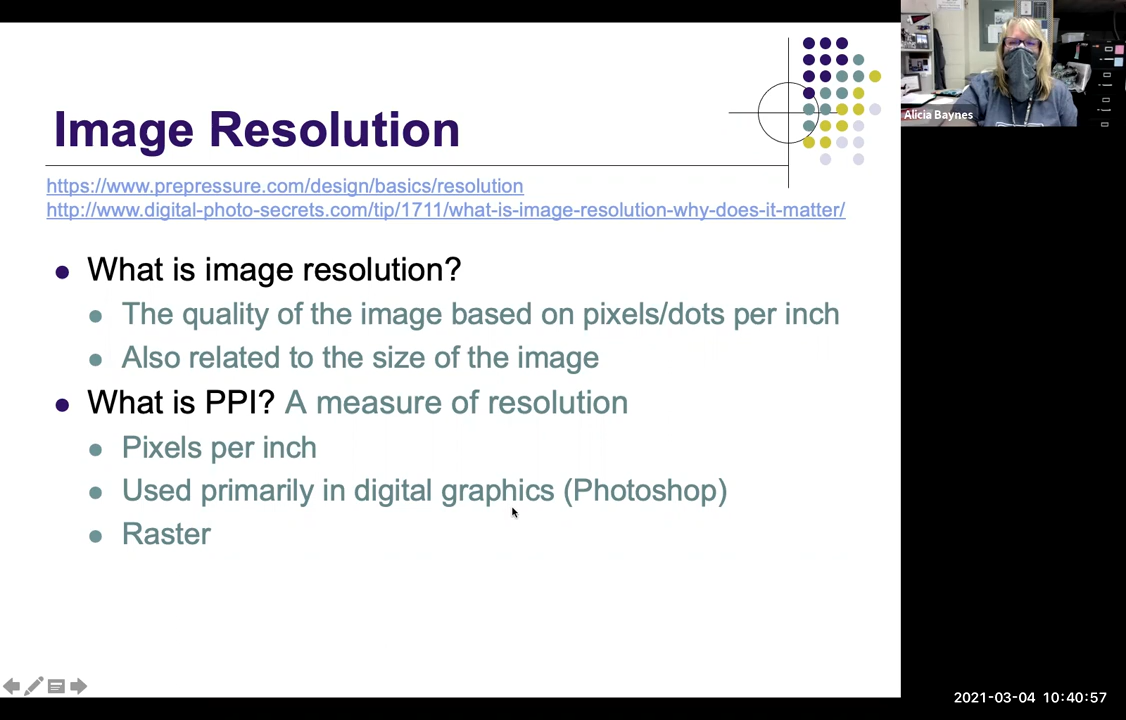 Alicia Baynes
Image Resolution
https://www.prepressure.com/design/basics/resolution
http://www.digital-photo-secrets.com/tip/1711/what-is-image-resolution-why-does-it-matter/
What is image resolution?
The quality of the image based on pixels/dots per inch
Also related to the size of the image
What is PPI? A measure of resolution
Pixels per inch
Used primarily in digital graphics (Photoshop)
Raster
2021-03-04 10:40:57